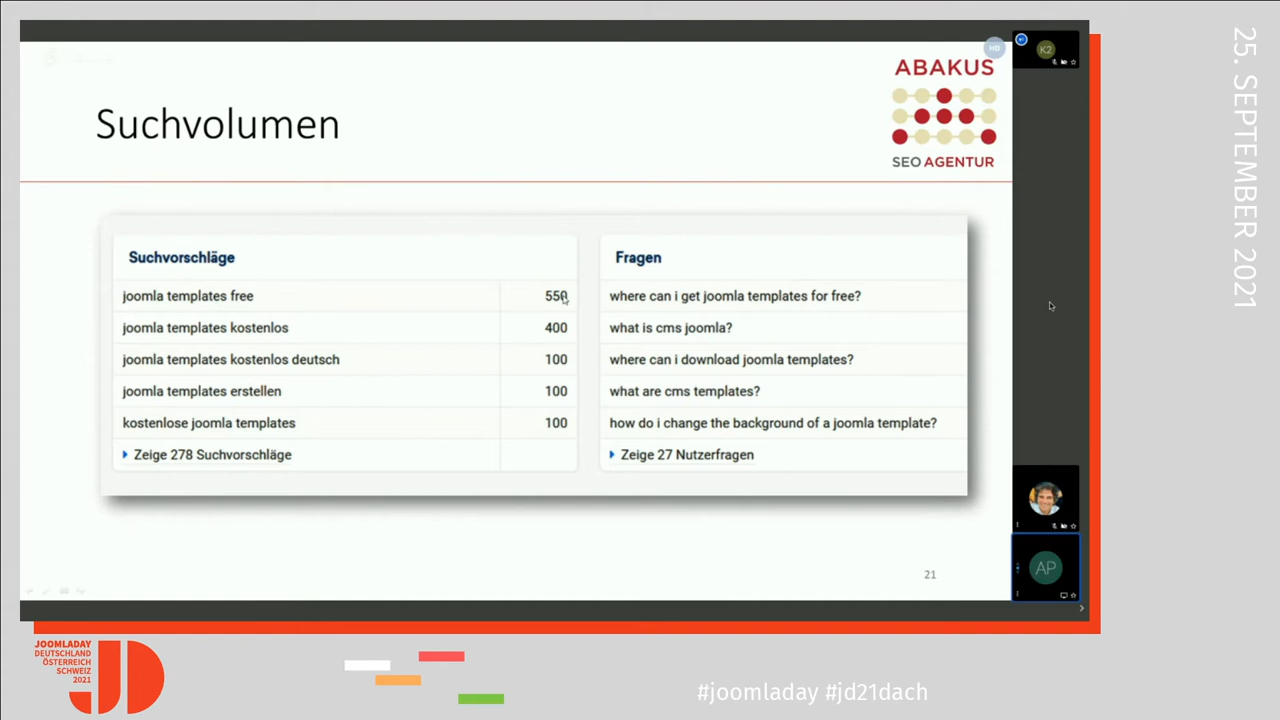 Suchvolumen
ABAKUS
SEO AGENTUR
HD
K2
25. SEPTEMBER 2021
Suchvorschläge
joomla templates free 550
joomla templates kostenlos 400
joomla templates kostenlos deutsch 100
joomla templates erstellen 100
kostenlose joomla templates 100
Zeige 278 Suchvorschläge
Fragen
where can i get joomla templates for free?
what is cms joomla?
where can i download joomla templates?
what are cms templates?
how do i change the background of a joomla template?
Zeige 27 Nutzerfragen
21
AP
JOOMLADAY
DEUTSCHLAND
ÖSTERREICH
SCHWEIZ
2021
JD
#joomladay #jd21dach